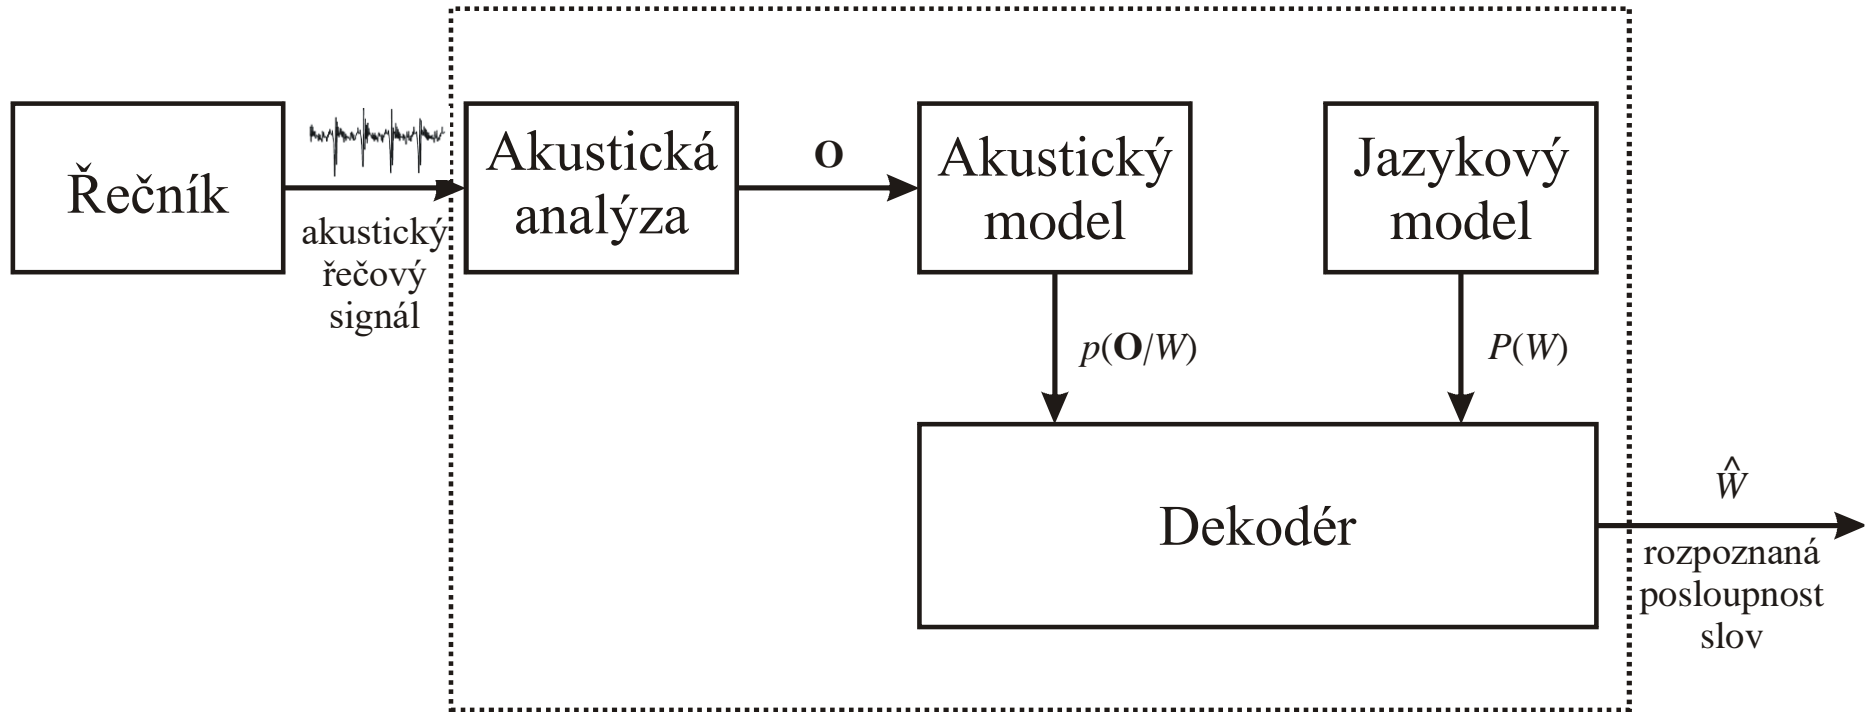 Řečník
akustický
řečový
signál
Akustická
analýza
O
Akustický
model
Jazykový
model
p(O/W)
P(W)
Dekodér
Ŵ
rozpoznaná
posloupnost
slov